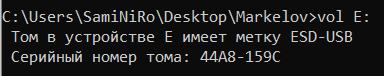 C:\Users\SamiNiRo\Desktop\Markelov>vol E:
Том в устройстве E имеет метку ESD-USB
Серийный номер тома: 44A8-159C